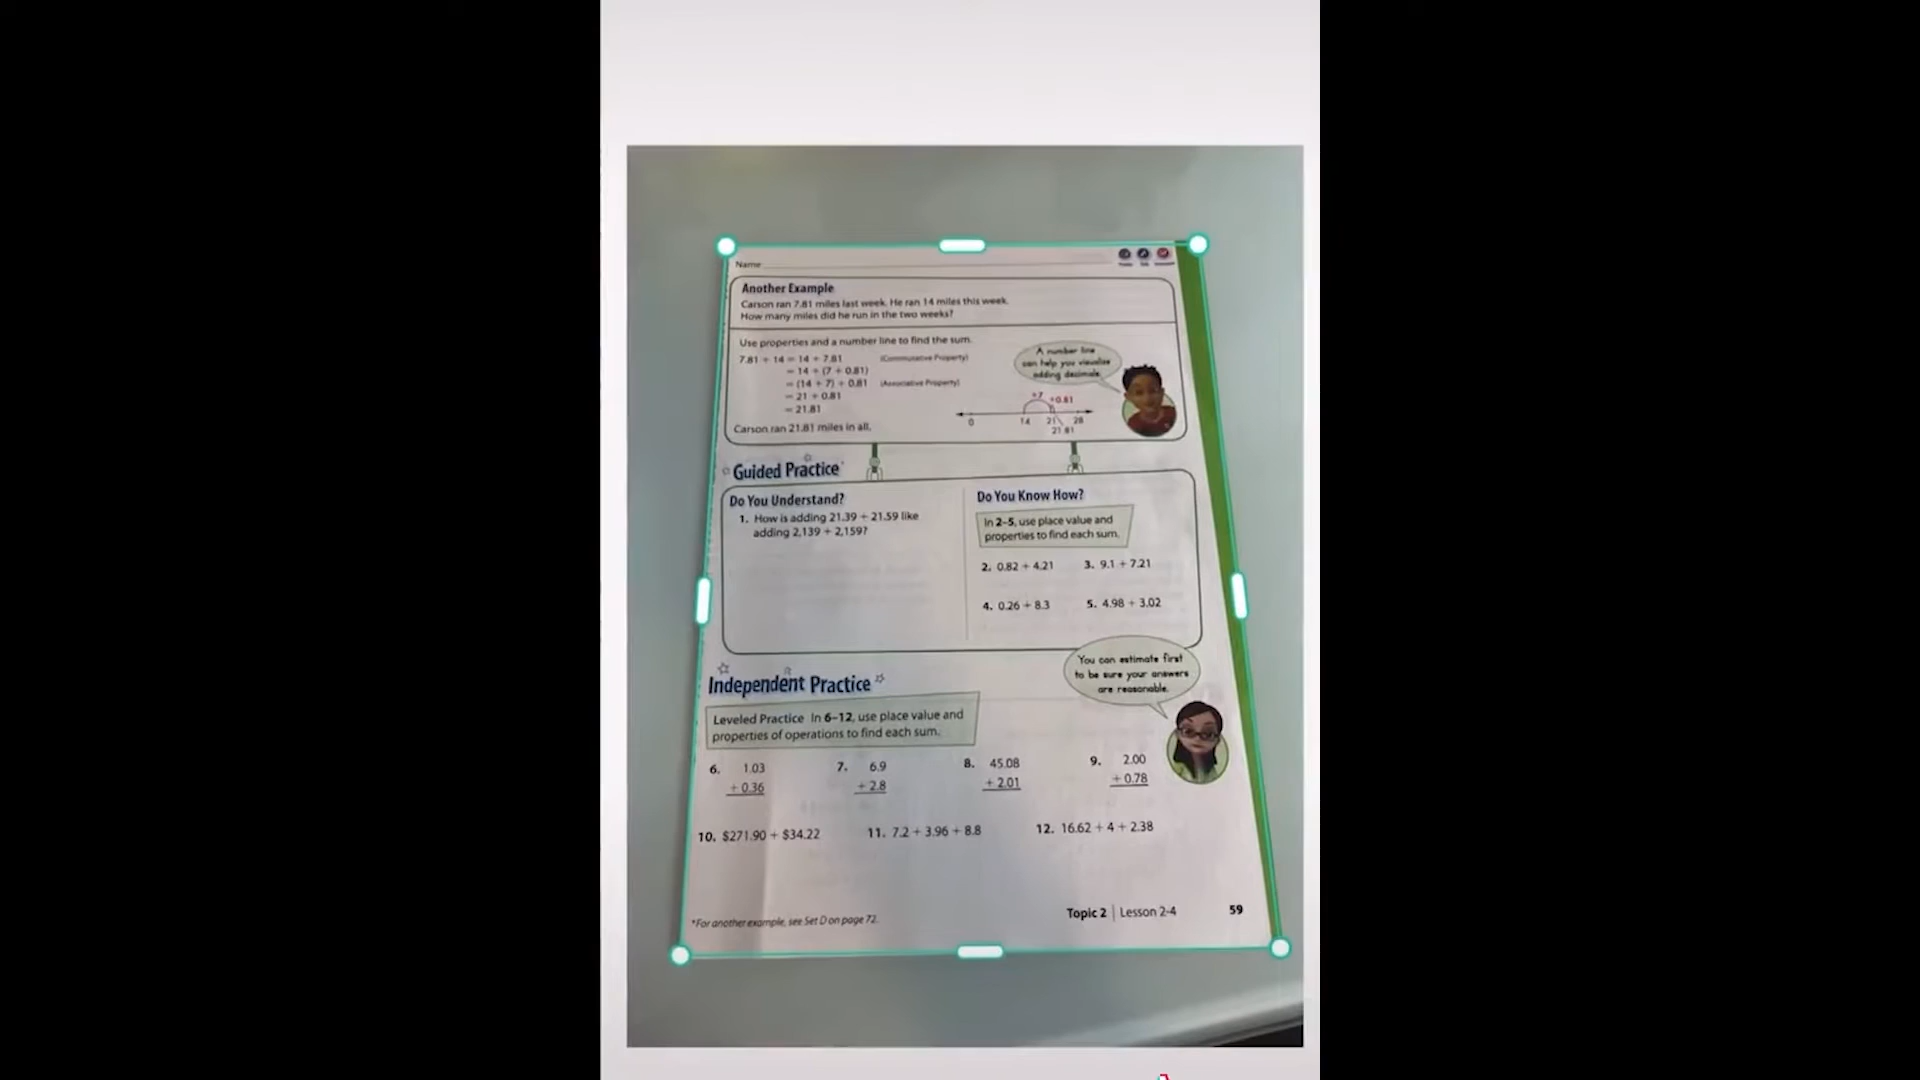 Name
Another Example
Carson ran 7.81 miles last week. He ran 14 miles this week.
How many miles did he run in the two weeks?
Use properties and a number line to find the sum.
7.81 + 14 = 14 + 7.81 (Commutative Property)
= 14 + (7 + 0.81)
= (14 + 7) + 0.81 (Associative Property)
= 21 + 0.81
= 21.81
Carson ran 21.81 miles in all.
A number line
can help you visualize
adding decimals.
+7 +0.81
0 14 21 28
21.81
Guided Practice*
Do You Understand?
1. How is adding 21.39 + 21.59 like
adding 2,139 + 2,159?
Do You Know How?
In 2–5, use place value and
properties to find each sum.
2. 0.82 + 4.21 3. 9.1 + 7.21
4. 0.26 + 8.3 5. 4.98 + 3.02
Independent Practice
You can estimate first
to be sure your answers
are reasonable.
Leveled Practice In 6–12, use place value and
properties of operations to find each sum.
6. 1.03 7. 6.9 8. 45.08 9. 2.00
+ 0.36 + 2.8 + 2.01 + 0.78
10. $271.90 + $34.22 11. 7.2 + 3.96 + 8.8 12. 16.62 + 4 + 2.38
*For another example, see Set D on page 72.
Topic 2 | Lesson 2-4 59